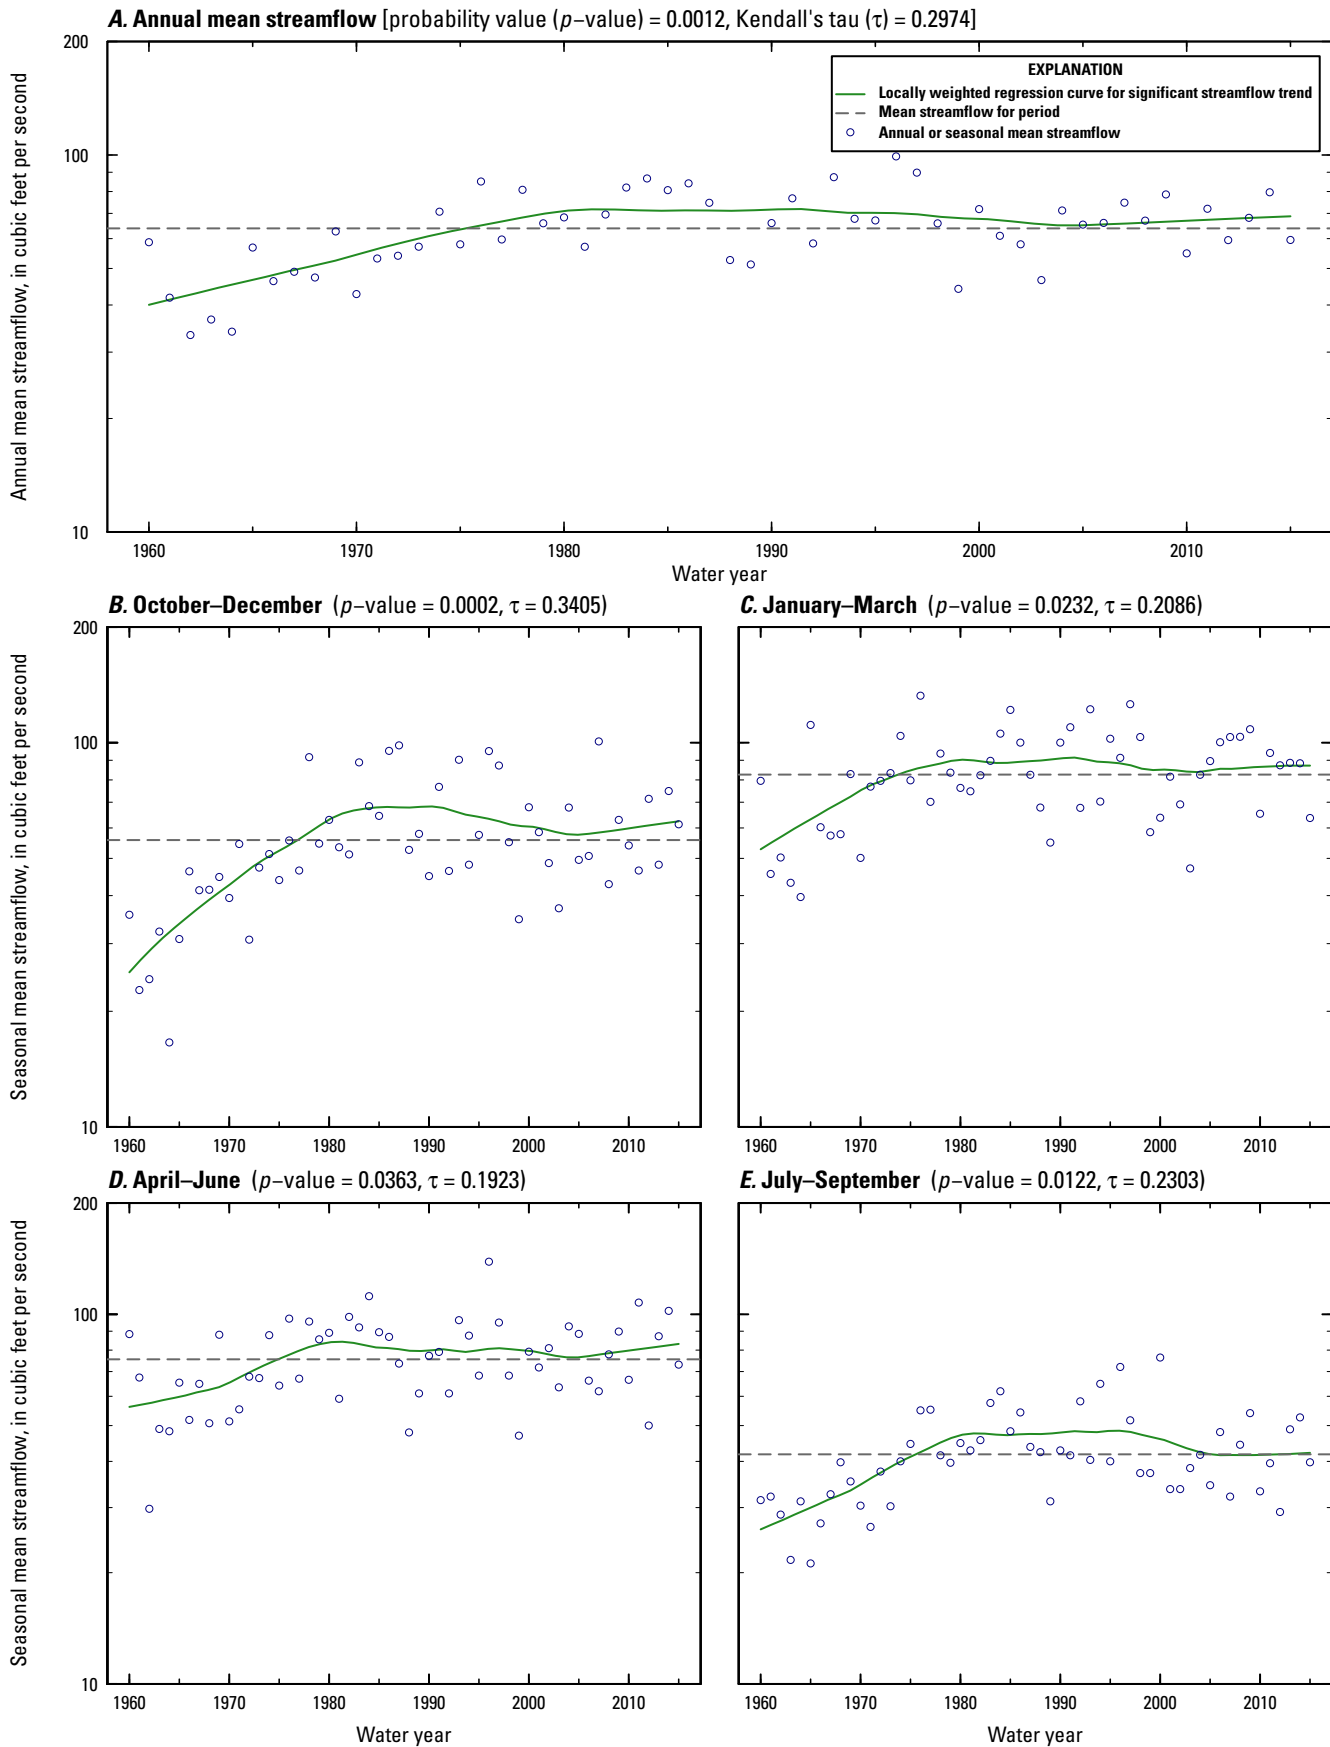 A. Annual mean streamflow [probability value (p–value) = 0.0012, Kendall's tau (τ) = 0.2974]
200
100
10
Annual mean streamflow, in cubic feet per second
EXPLANATION
Locally weighted regression curve for significant streamflow trend
Mean streamflow for period
Annual or seasonal mean streamflow
1960 1970 1980 1990 2000 2010
Water year
B. October–December (p–value = 0.0002, τ = 0.3405)
200
100
10
Seasonal mean streamflow, in cubic feet per second
1960 1970 1980 1990 2000 2010
C. January–March (p–value = 0.0232, τ = 0.2086)
1960 1970 1980 1990 2000 2010
D. April–June (p–value = 0.0363, τ = 0.1923)
200
100
10
Seasonal mean streamflow, in cubic feet per second
1960 1970 1980 1990 2000 2010
Water year
E. July–September (p–value = 0.0122, τ = 0.2303)
1960 1970 1980 1990 2000 2010
Water year